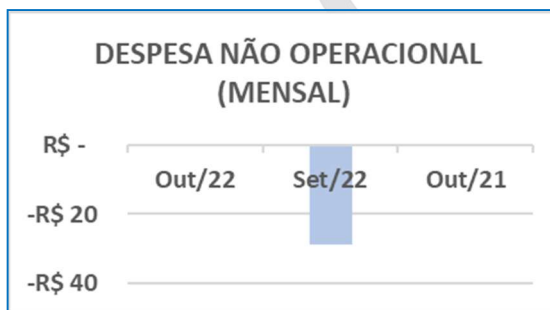 DESPESA NÃO OPERACIONAL
(MENSAL)
R$ -
Out/22 Set/22 Out/21
-R$ 20
-R$ 40